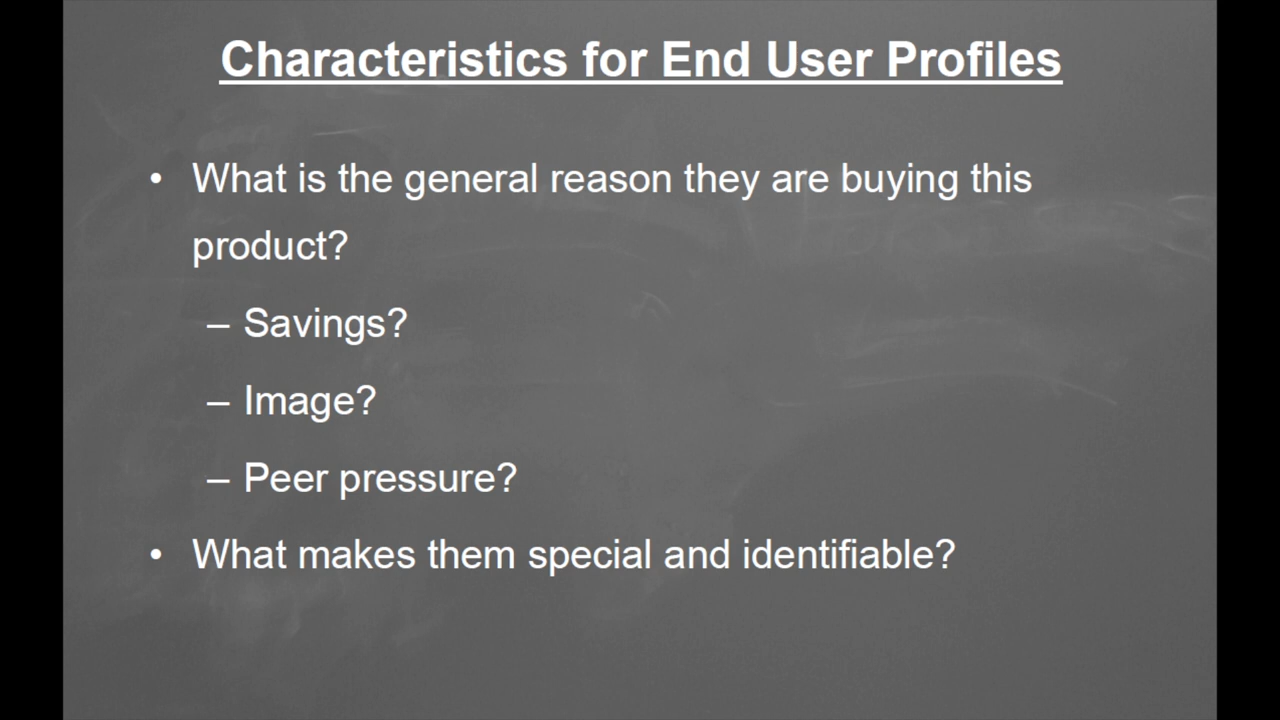 Characteristics for End User Profiles
• What is the general reason they are buying this
product?
– Savings?
– Image?
– Peer pressure?
• What makes them special and identifiable?